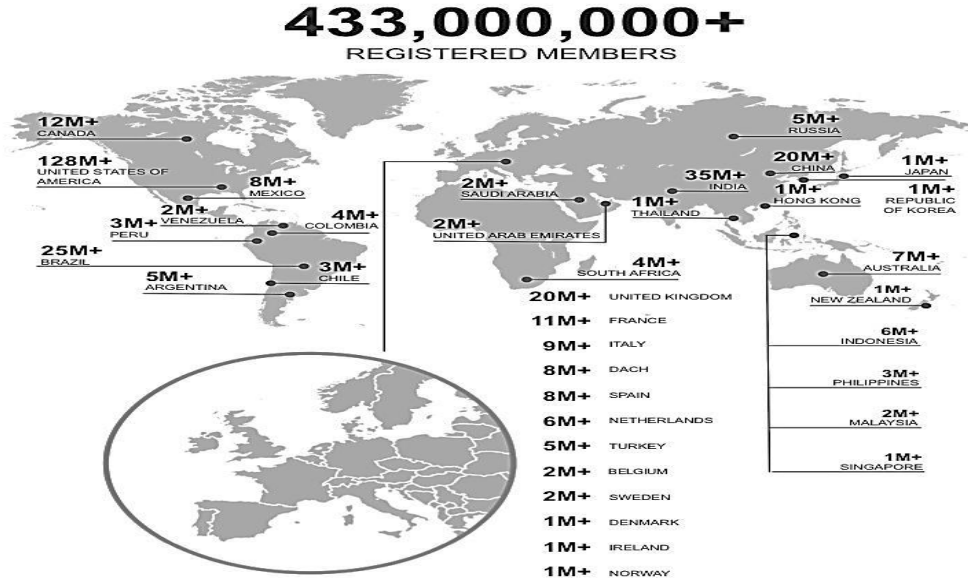 433,000,000+
REGISTERED MEMBERS
12M+
CANADA
128M+
UNITED STATES OF
AMERICA
8M+
MEXICO
2M+
VENEZUELA
3M+
PERU
4M+
COLOMBIA
25M+
BRAZIL
5M+
ARGENTINA
3M+
CHILE
2M+
SAUDI ARABIA
2M+
UNITED ARAB EMIRATES
4M+
SOUTH AFRICA
5M+
RUSSIA
20M+
CHINA
1M+
JAPAN
35M+
INDIA
1M+
HONG KONG
1M+
REPUBLIC
OF KOREA
1M+
THAILAND
7M+
AUSTRALIA
1M+
NEW ZEALAND
6M+
INDONESIA
3M+
PHILIPPINES
2M+
MALAYSIA
1M+
SINGAPORE
20M+ UNITED KINGDOM
11M+ FRANCE
9M+ ITALY
8M+ DACH
8M+ SPAIN
6M+ NETHERLANDS
5M+ TURKEY
2M+ BELGIUM
2M+ SWEDEN
1M+ DENMARK
1M+ IRELAND
1M+ NORWAY